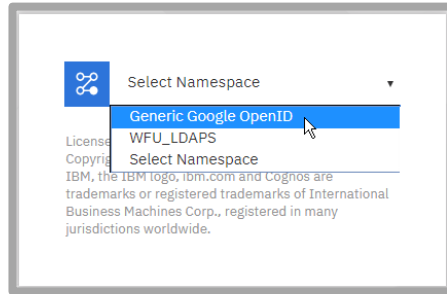 Select Namespace
Generic Google OpenID
WFU_LDAPS
Select Namespace
License
Copyrig
IBM, the IBM logo, ibm.com and Cognos are
trademarks or registered trademarks of International
Business Machines Corp., registered in many
jurisdictions worldwide.